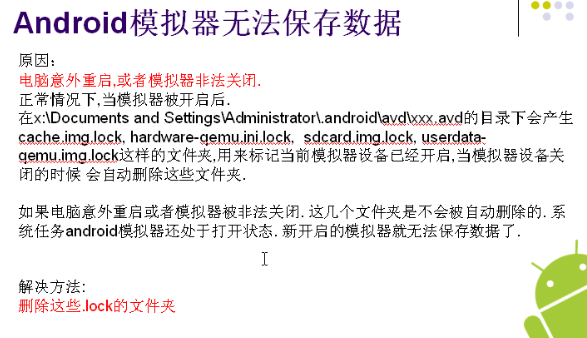 Android模拟器无法保存数据
原因:
电脑意外重启,或者模拟器非法关闭.
正常情况下,当模拟器被开启后.
在x:\Documents and Settings\Administrator\.android\avd\xxx.avd的目录下会产生
cache.img.lock, hardware-qemu.ini.lock, sdcard.img.lock, userdata-
qemu.img.lock这样的文件夹,用来标记当前模拟器设备已经开启,当模拟器设备关
闭的时候 会自动删除这些文件夹.
如果电脑意外重启或者模拟器被非法关闭. 这几个文件夹是不会被自动删除的. 系
统任务android模拟器还处于打开状态. 新开启的模拟器就无法保存数据了.
解决方法:
删除这些.lock的文件夹